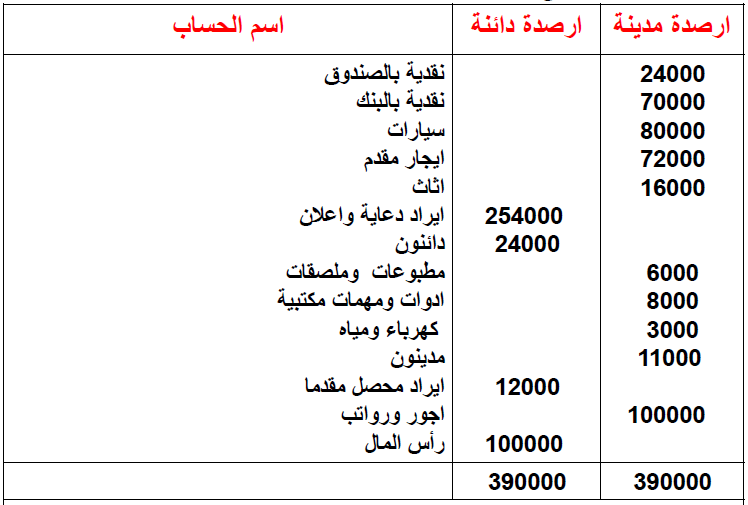 ارصدة مدينة ارصدة دائنة اسم الحساب
24000 نقدية بالصندوق
70000 نقدية بالبنك
80000 سيارات
72000 ايجار مقدم
16000 اثاث
254000 ايراد دعاية واعلان
24000 دائنون
6000 مطبوعات وملصقات
8000 ادوات ومهمات مكتبية
3000 كهرباء ومياه
11000 مدينون
12000 ايراد محصل مقدما
100000 اجور ورواتب
100000 رأس المال
390000 390000